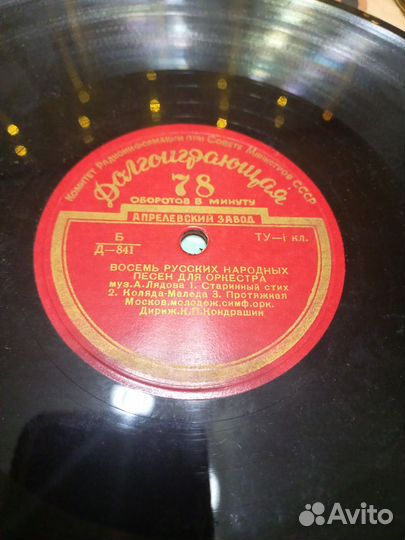 Комитет Радиоинформации при Совете Министров СССР
Долгоиграющая
78
ОБОРОТОВ В МИНУТУ
АПРЕЛЕВСКИЙ ЗАВОД
Б
Д—841
ТУ—1 кл.
ВОСЕМЬ РУССКИХ НАРОДНЫХ
ПЕСЕН ДЛЯ ОРКЕСТРА
муз. А. Лядова 1. Старинный стих
2. Коляда-Маледа 3. Протяжная
Москов.молодеж.симф.орк.
Дириж. К.П.Кондрашин
Avito